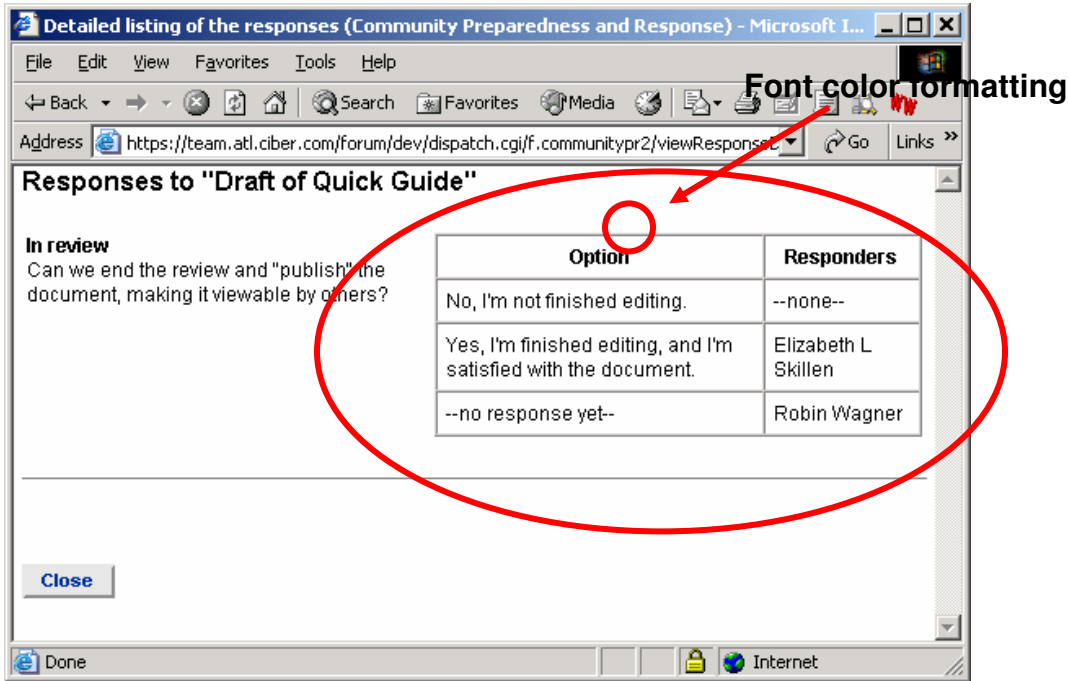 Detailed listing of the responses (Community Preparedness and Response) - Microsoft I...
File Edit View Favorites Tools Help
Font color formatting
Back Search Favorites Media
Address https://team.atl.ciber.com/forum/dev/dispatch.cgi/f.communitypr2/viewResponse Go Links »
Responses to "Draft of Quick Guide"
In review
Can we end the review and "publish" the
document, making it viewable by others?
Option Responders
No, I'm not finished editing. --none--
Yes, I'm finished editing, and I'm
satisfied with the document.
Elizabeth L
Skillen
--no response yet-- Robin Wagner
Close
Done Internet